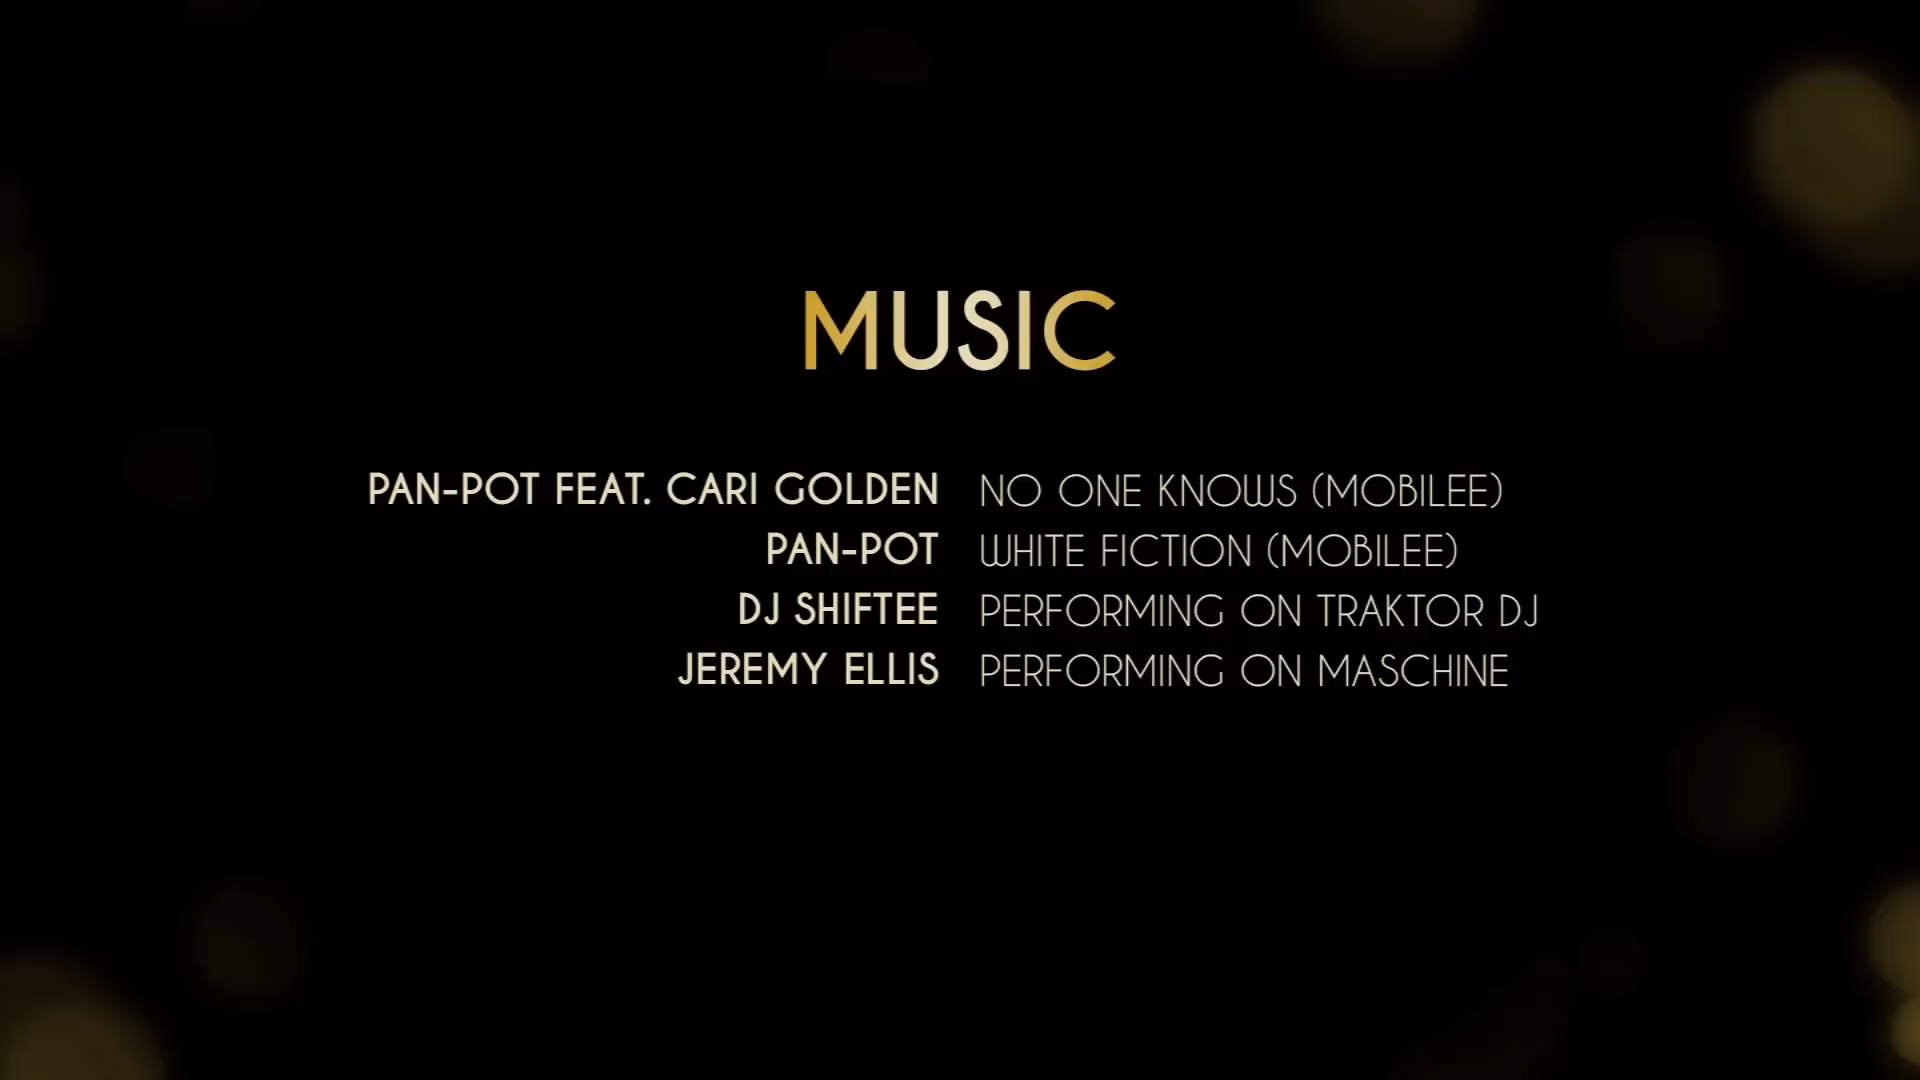 MUSIC
PAN-POT FEAT. CARI GOLDEN NO ONE KNOWS (MOBILEE)
PAN-POT WHITE FICTION (MOBILEE)
DJ SHIFTEE PERFORMING ON TRAKTOR DJ
JEREMY ELLIS PERFORMING ON MASCHINE